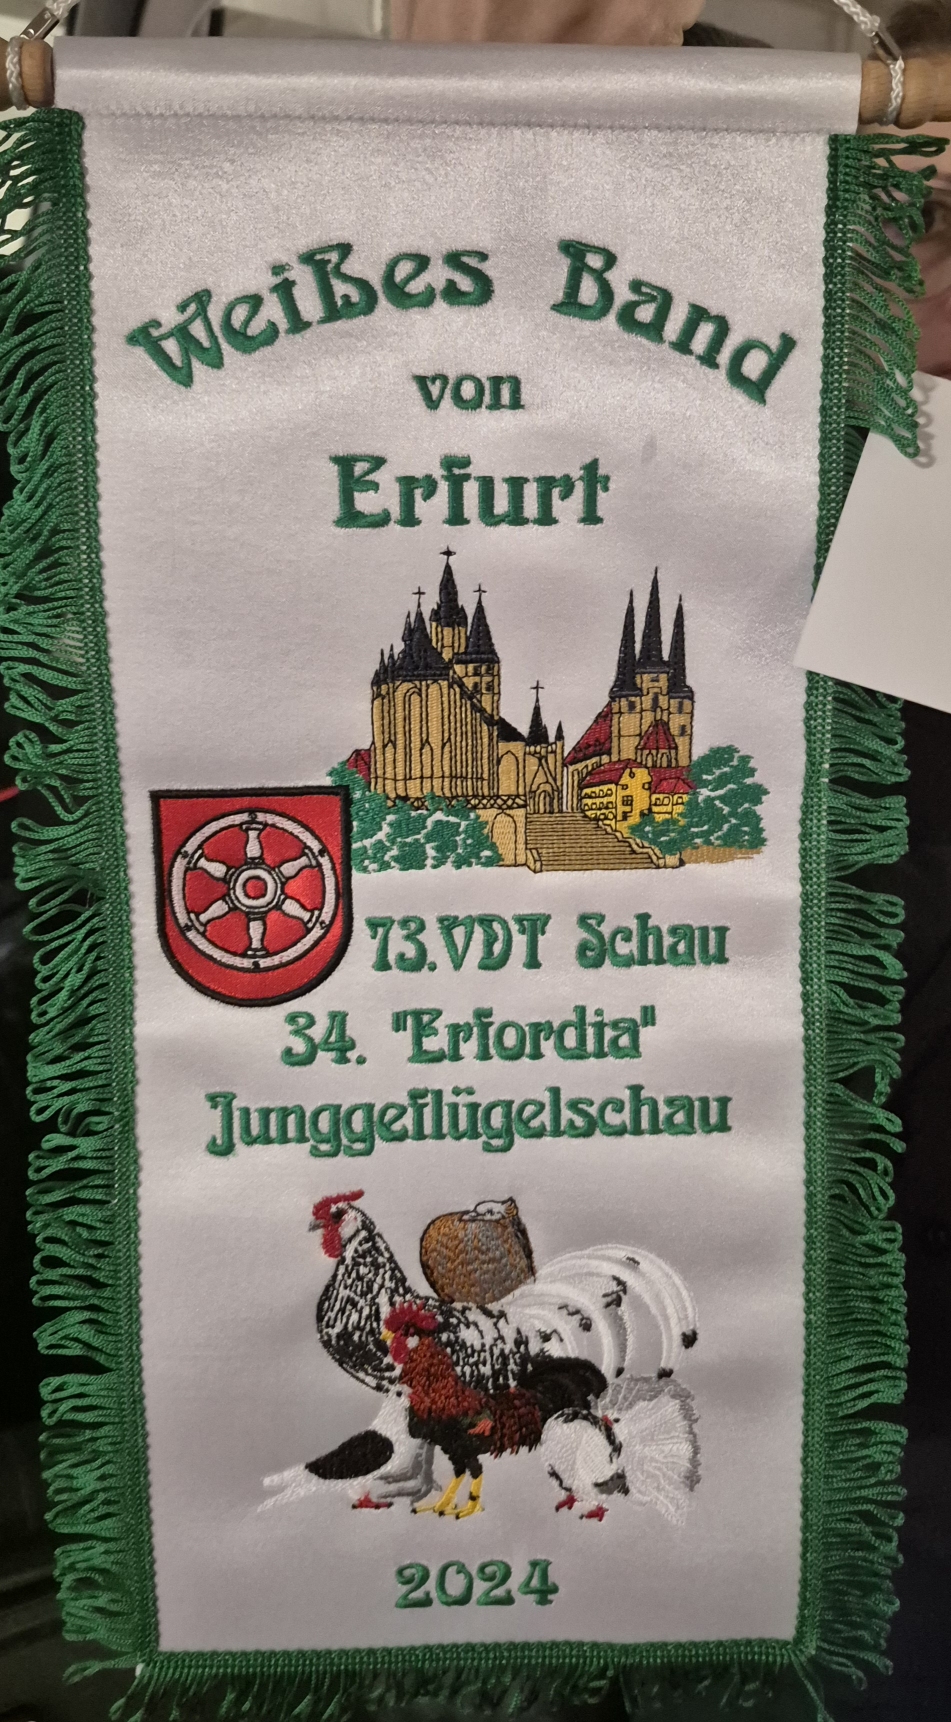 Weißes Band
von
Erfurt
73.VDT Schau
34. "Erfordia"
Junggeflügelschau
2024